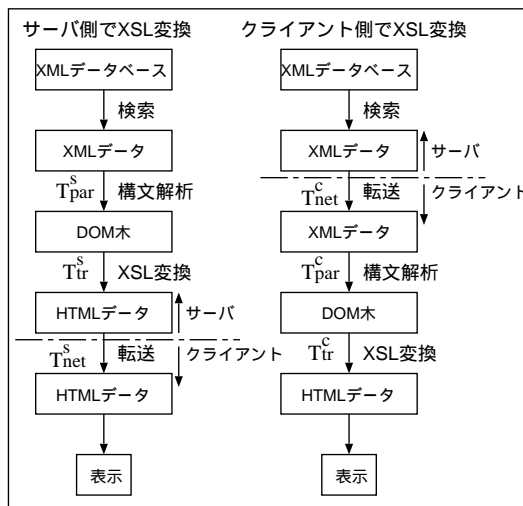 サーバ側でXSL変換
XMLデータベース
検索
XMLデータ
T^s_par 構文解析
DOM木
T^s_tr XSL変換
HTMLデータ
サーバ
T^s_net 転送
クライアント
HTMLデータ
表示
クライアント側でXSL変換
XMLデータベース
検索
XMLデータ
サーバ
T^c_net 転送
クライアント
XMLデータ
T^c_par 構文解析
DOM木
T^c_tr XSL変換
HTMLデータ
表示